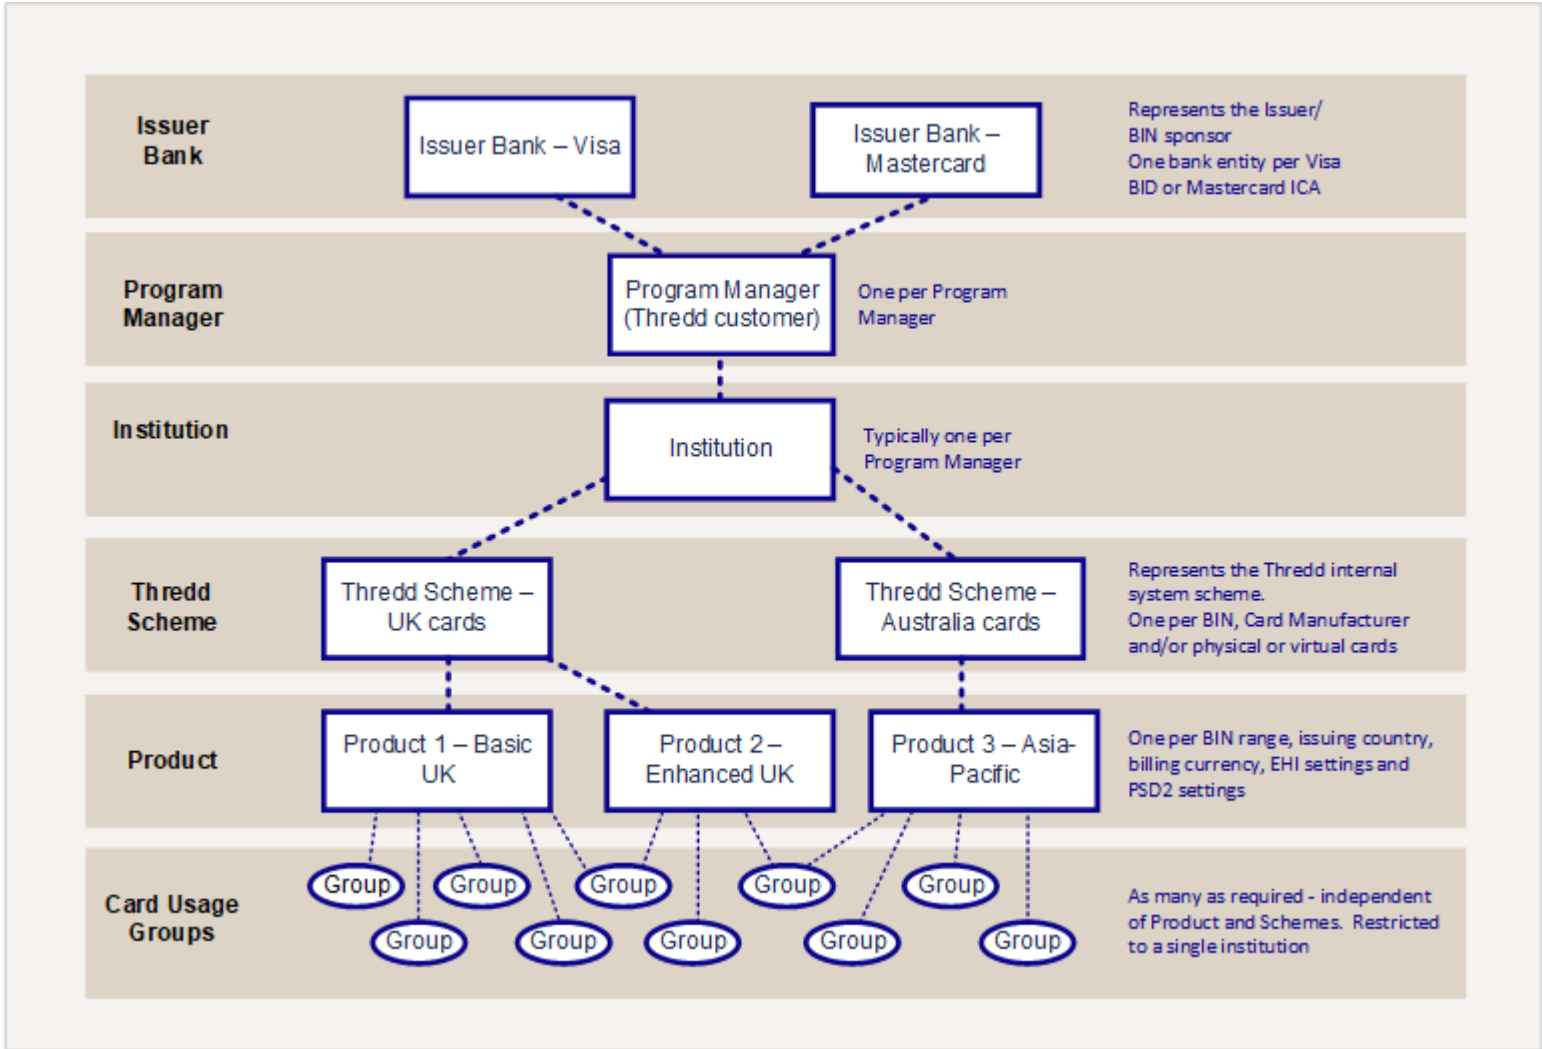 Issuer
Bank
Issuer Bank – Visa
Issuer Bank –
Mastercard
Represents the Issuer/
BIN sponsor
One bank entity per Visa
BID or Mastercard ICA
Program
Manager
Program Manager
(Thredd customer)
One per Program
Manager
Institution
Institution
Typically one per
Program Manager
Thredd
Scheme
Thredd Scheme –
UK cards
Thredd Scheme –
Australia cards
Represents the Thredd internal
system scheme.
One per BIN, Card Manufacturer
and/or physical or virtual cards
Product
Product 1 – Basic
UK
Product 2 –
Enhanced UK
Product 3 – Asia-
Pacific
One per BIN range, issuing country,
billing currency, EHI settings and
PSD2 settings
Card Usage
Groups
Group
Group
Group
Group
Group
Group
Group
Group
Group
Group
As many as required - independent
of Product and Schemes. Restricted
to a single institution